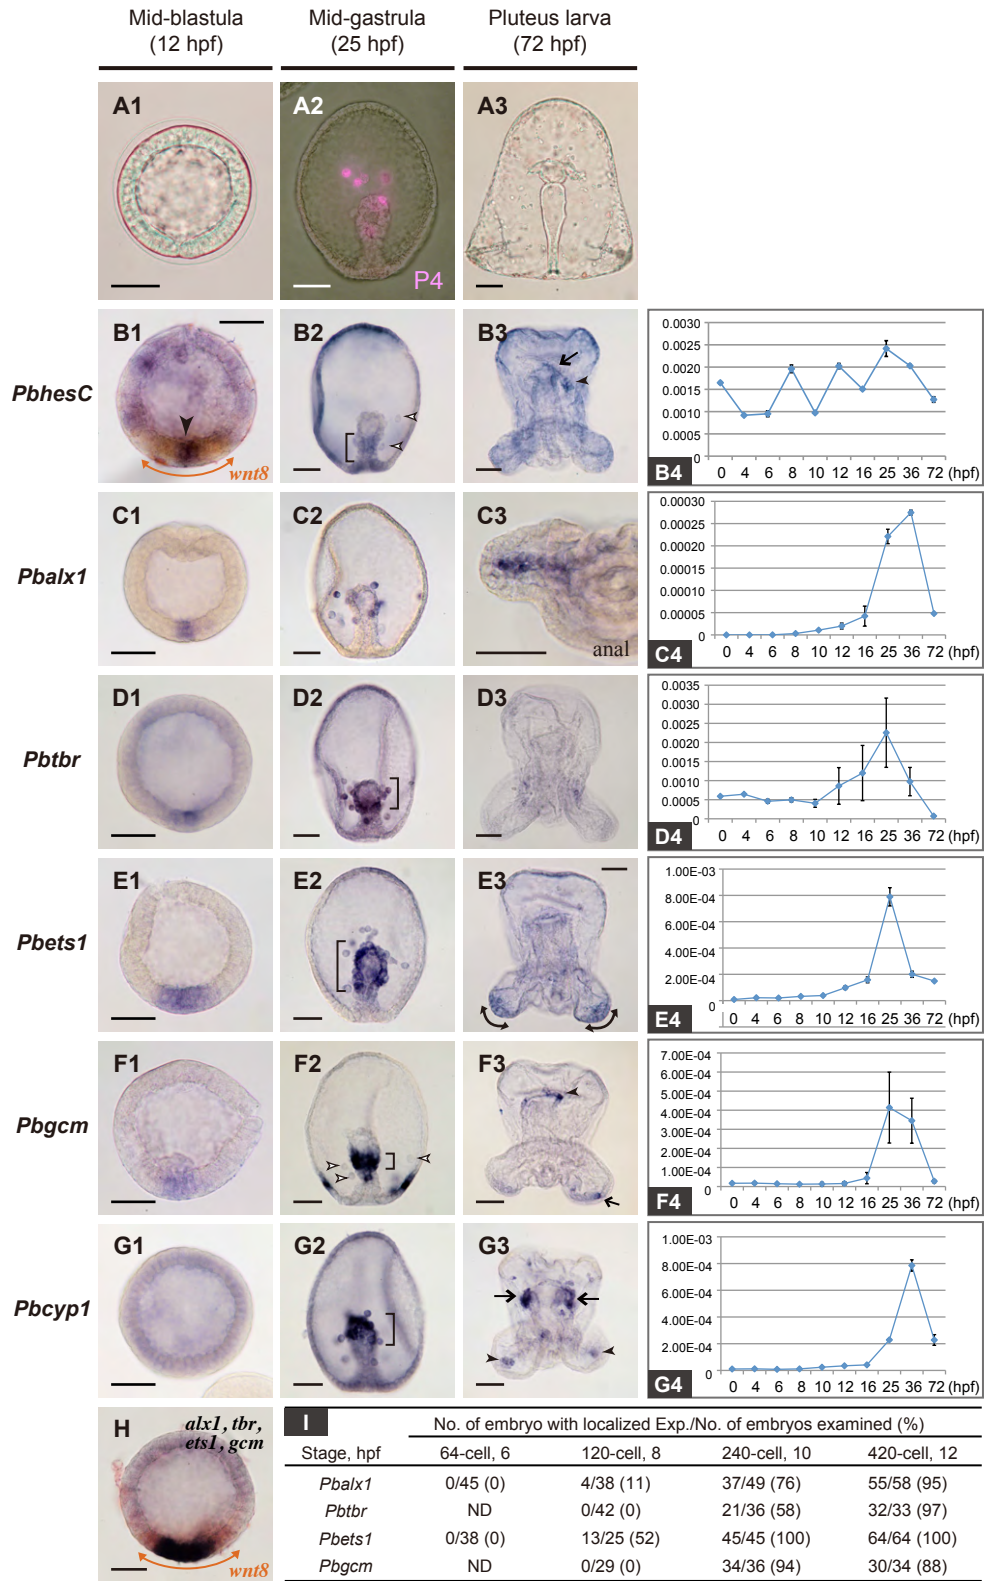 Mid-blastula
(12 hpf)
Mid-gastrula
(25 hpf)
Pluteus larva
(72 hpf)
A1
A2
P4
A3
PbhesC
B1
wnt8
B2
B3
0.0030
0.0025
0.0020
0.0015
0.0010
0.0005
0
B4
0 4 6 8 10 12 16 25 36 72 (hpf)
Pbalx1
C1
C2
C3
anal
0.00030
0.00025
0.00020
0.00015
0.00010
0.00005
0
C4
0 4 6 8 10 12 16 25 36 72 (hpf)
Pbtbr
D1
D2
D3
0.0035
0.0030
0.0025
0.0020
0.0015
0.0010
0.0005
0
D4
0 4 6 8 10 12 16 25 36 72 (hpf)
Pbets1
E1
E2
E3
1.00E-03
8.00E-04
6.00E-04
4.00E-04
2.00E-04
0
E4
0 4 6 8 10 12 16 25 36 72 (hpf)
Pbgcm
F1
F2
F3
7.00E-04
6.00E-04
5.00E-04
4.00E-04
3.00E-04
2.00E-04
1.00E-04
0
F4
0 4 6 8 10 12 16 25 36 72 (hpf)
Pbcyp1
G1
G2
G3
1.00E-03
8.00E-04
6.00E-04
4.00E-04
2.00E-04
0
G4
0 4 6 8 10 12 16 25 36 72 (hpf)
H
alx1, tbr,
ets1, gcm
wnt8
I
No. of embryo with localized Exp./No. of embryos examined (%)
Stage, hpf 64-cell, 6 120-cell, 8 240-cell, 10 420-cell, 12
Pbalx1 0/45 (0) 4/38 (11) 37/49 (76) 55/58 (95)
Pbtbr ND 0/42 (0) 21/36 (58) 32/33 (97)
Pbets1 0/38 (0) 13/25 (52) 45/45 (100) 64/64 (100)
Pbgcm ND 0/29 (0) 34/36 (94) 30/34 (88)